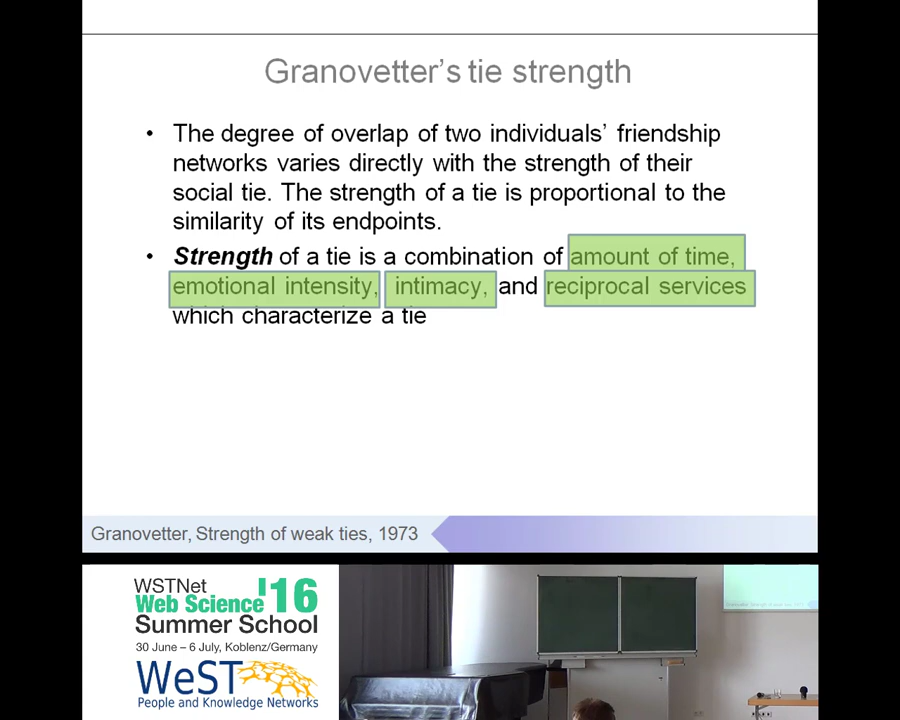 Granovetter's tie strength
• The degree of overlap of two individuals' friendship
networks varies directly with the strength of their
social tie. The strength of a tie is proportional to the
similarity of its endpoints.
• Strength of a tie is a combination of amount of time,
emotional intensity, intimacy, and reciprocal services
which characterize a tie
Granovetter, Strength of weak ties, 1973
WSTNet
Web Science '16
Summer School
30 June – 6 July, Koblenz/Germany
WeST
People and Knowledge Networks